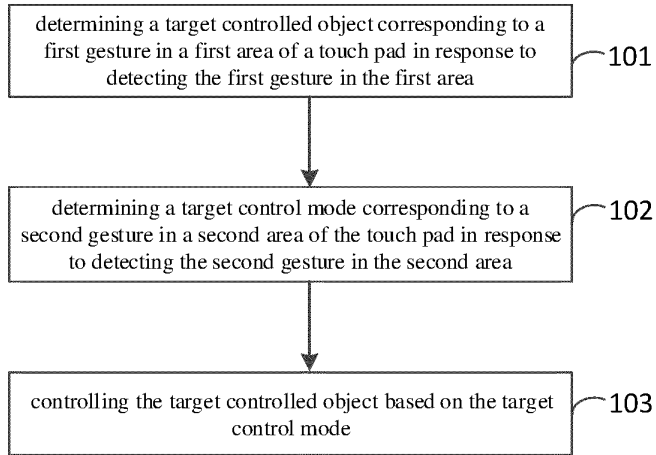 determining a target controlled object corresponding to a
first gesture in a first area of a touch pad in response to
detecting the first gesture in the first area
101
determining a target control mode corresponding to a
second gesture in a second area of the touch pad in response
to detecting the second gesture in the second area
102
controlling the target controlled object based on the target
control mode
103